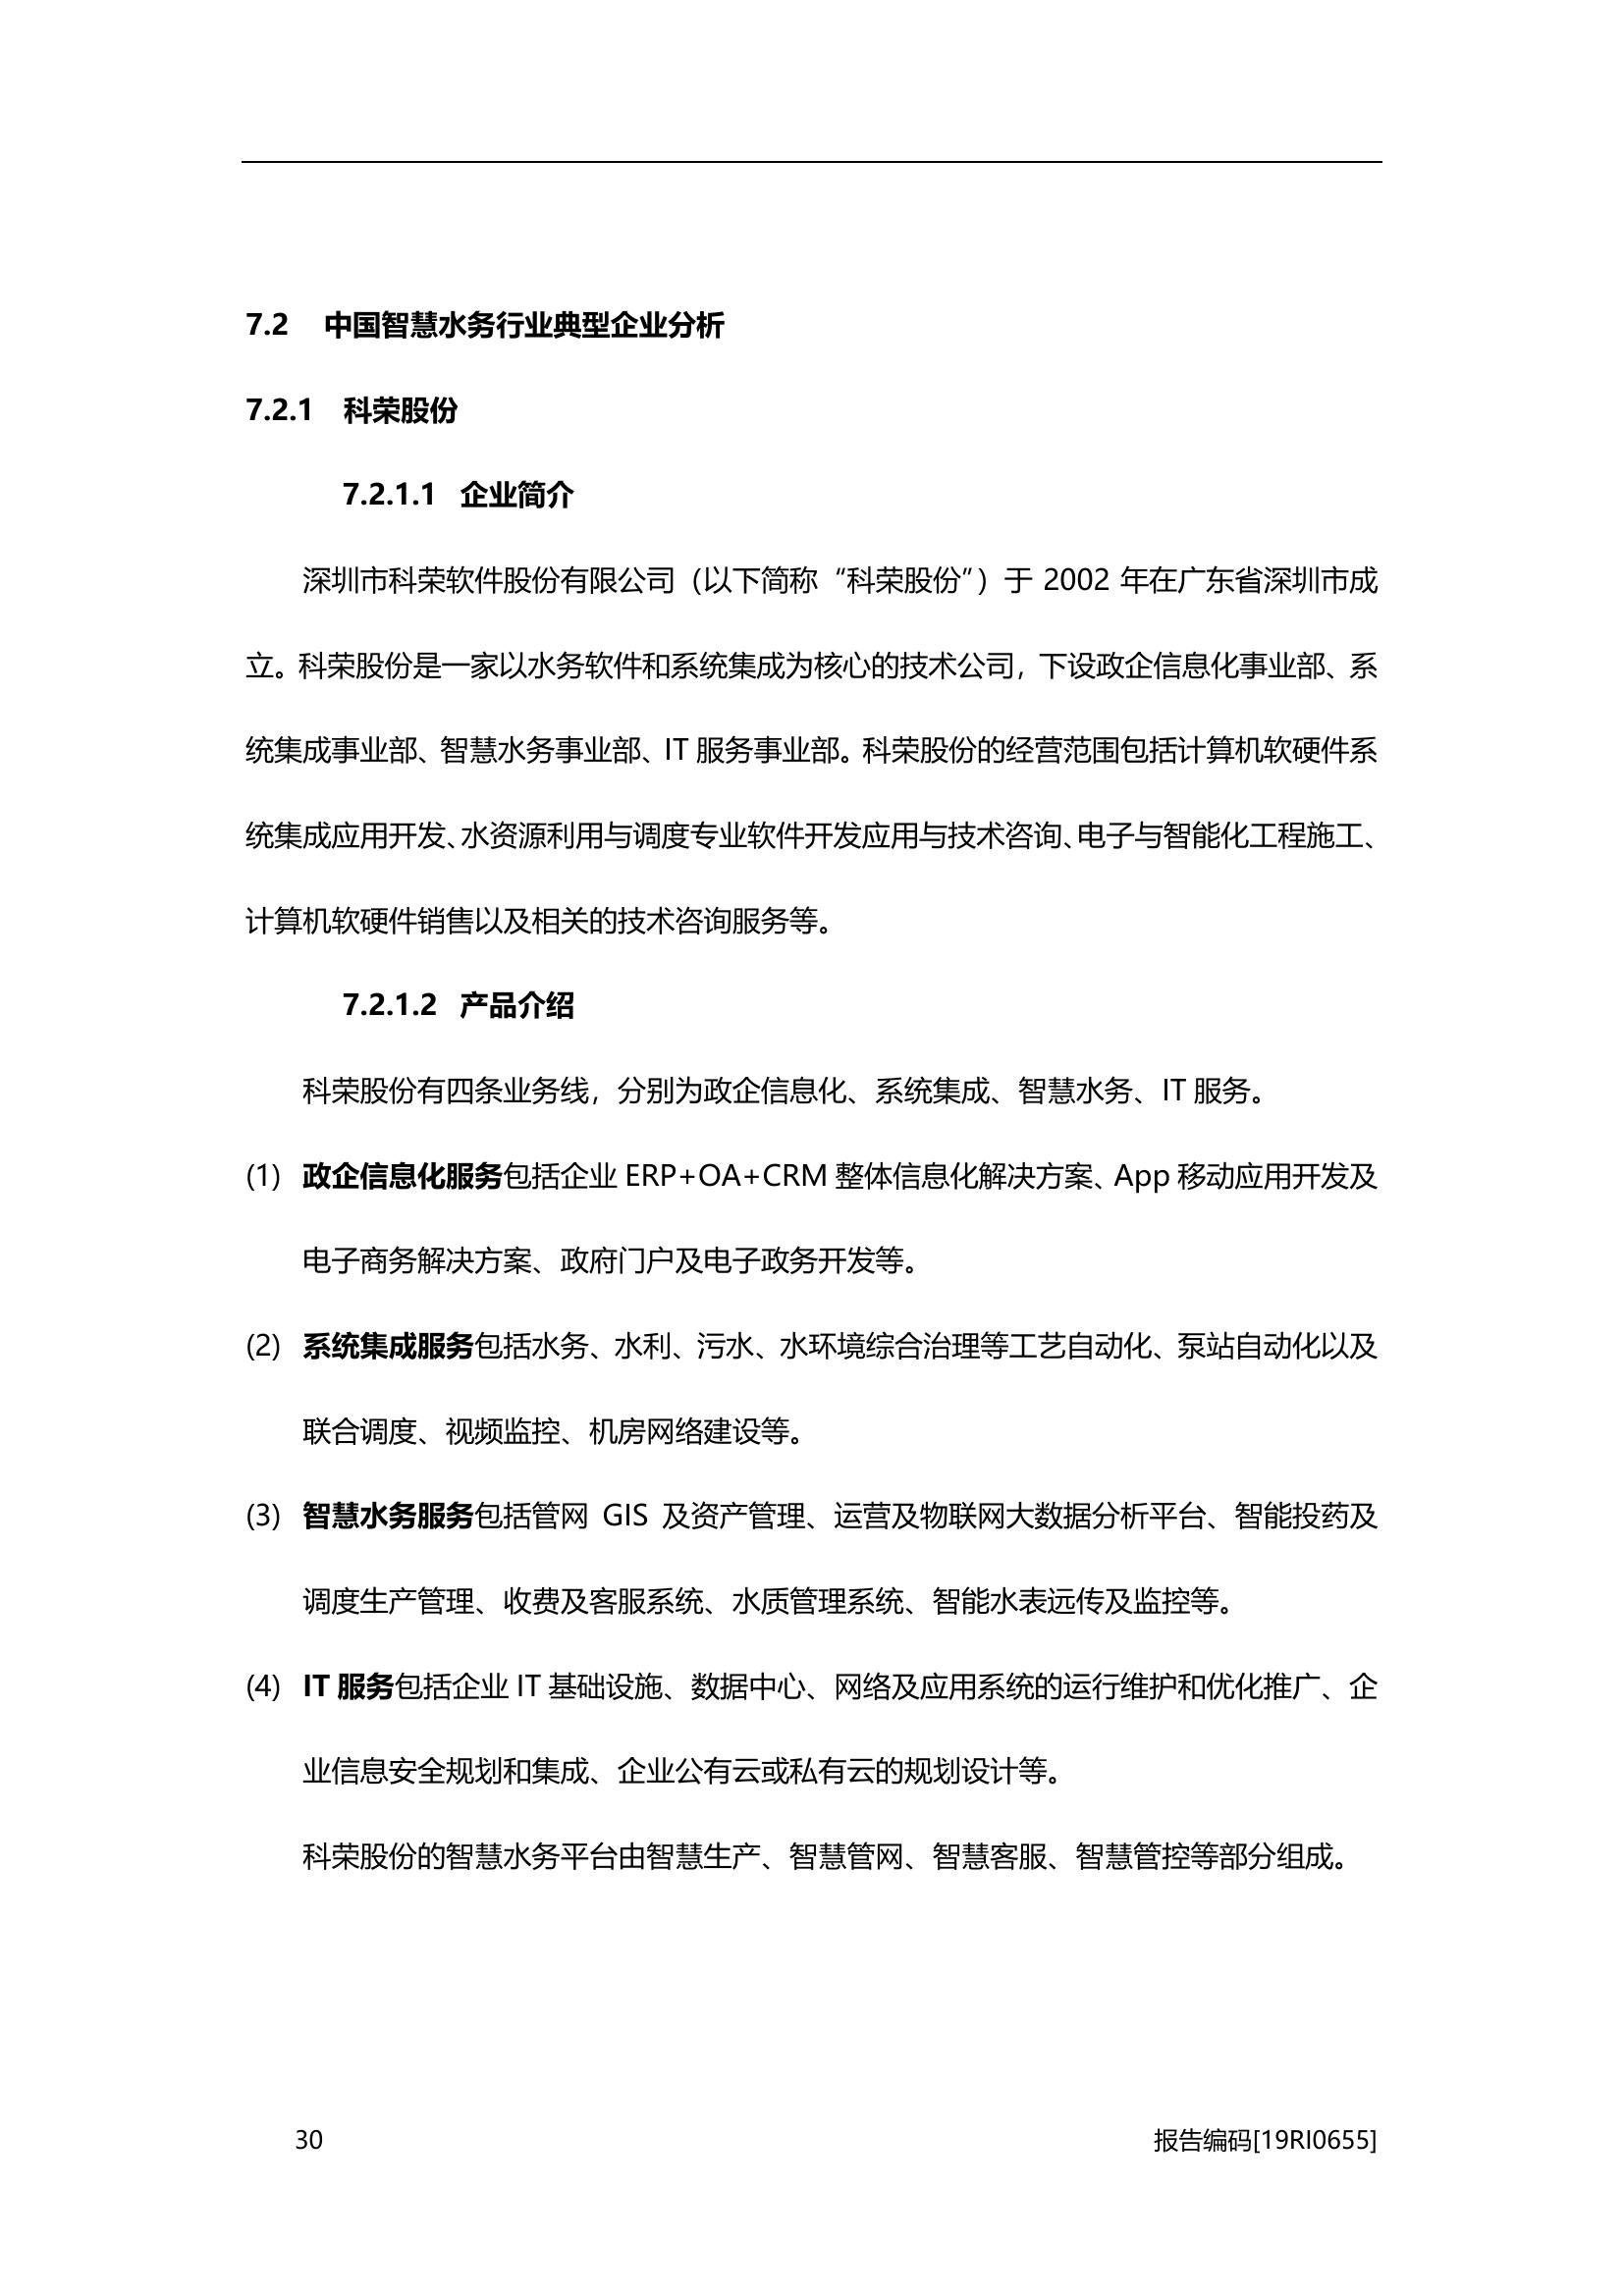 7.2 中国智慧水务行业典型企业分析
7.2.1 科荣股份
7.2.1.1 企业简介
深圳市科荣软件股份有限公司（以下简称“科荣股份”）于 2002 年在广东省深圳市成
立。科荣股份是一家以水务软件和系统集成为核心的技术公司，下设政企信息化事业部、系
统集成事业部、智慧水务事业部、IT 服务事业部。科荣股份的经营范围包括计算机软硬件系
统集成应用开发、水资源利用与调度专业软件开发应用与技术咨询、电子与智能化工程施工、
计算机软硬件销售以及相关的技术咨询服务等。
7.2.1.2 产品介绍
科荣股份有四条业务线，分别为政企信息化、系统集成、智慧水务、IT 服务。
(1) 政企信息化服务包括企业 ERP+OA+CRM 整体信息化解决方案、App 移动应用开发及
电子商务解决方案、政府门户及电子政务开发等。
(2) 系统集成服务包括水务、水利、污水、水环境综合治理等工艺自动化、泵站自动化以及
联合调度、视频监控、机房网络建设等。
(3) 智慧水务服务包括管网 GIS 及资产管理、运营及物联网大数据分析平台、智能投药及
调度生产管理、收费及客服系统、水质管理系统、智能水表远传及监控等。
(4) IT 服务包括企业 IT 基础设施、数据中心、网络及应用系统的运行维护和优化推广、企
业信息安全规划和集成、企业公有云或私有云的规划设计等。
科荣股份的智慧水务平台由智慧生产、智慧管网、智慧客服、智慧管控等部分组成。
30 报告编码[19RI0655]